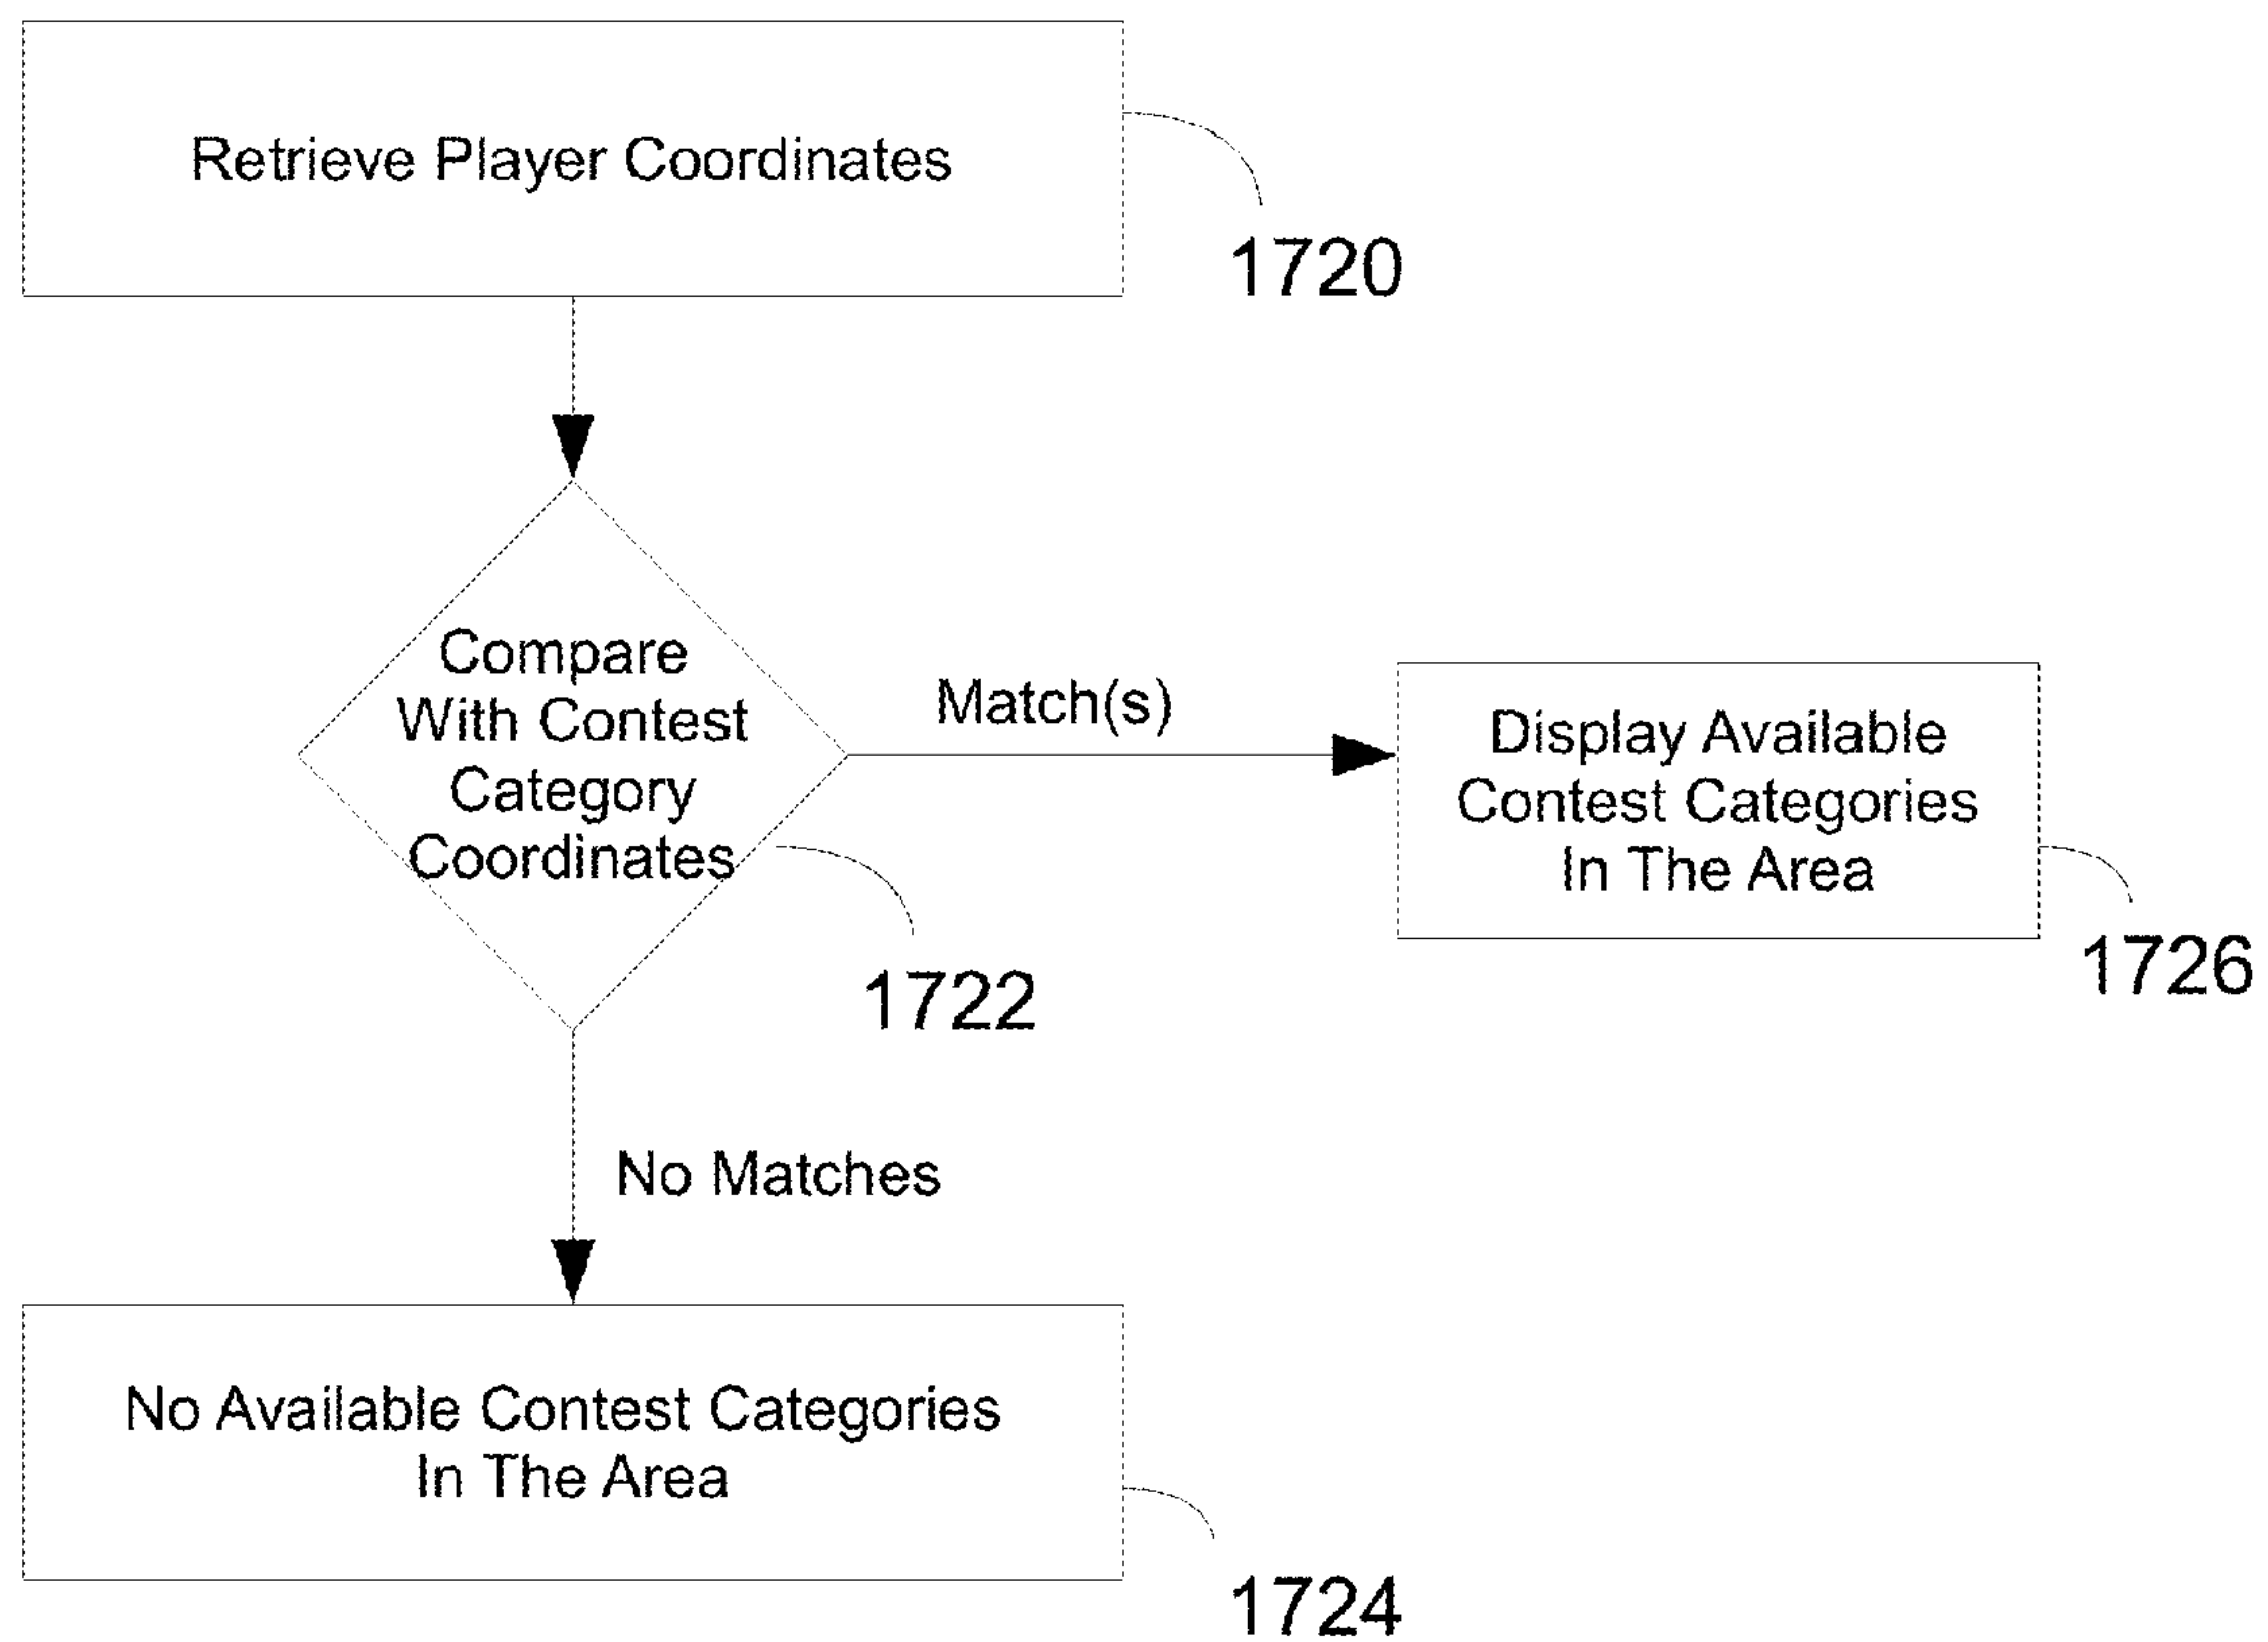 Retrieve Player Coordinates
1720
Compare
With Contest
Category
Coordinates
1722
Match(s)
Display Available
Contest Categories
In The Area
1726
No Matches
No Available Contest Categories
In The Area
1724